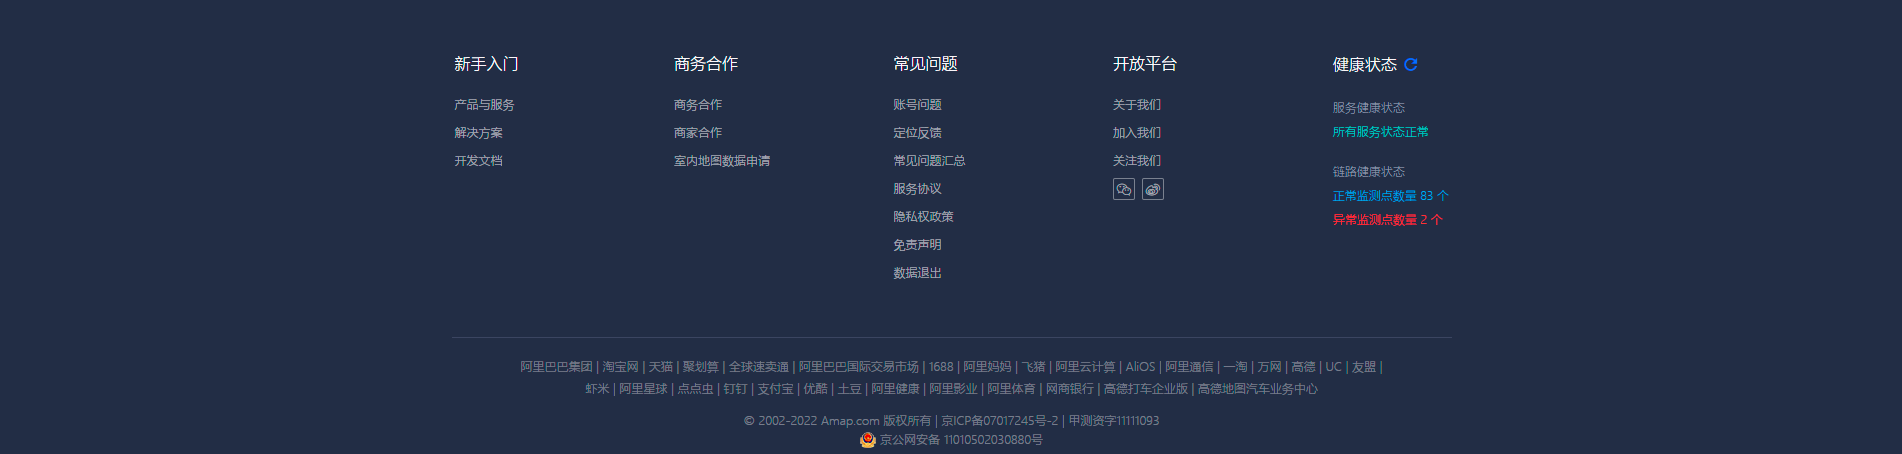 新手入门
产品与服务
解决方案
开发文档
商务合作
商务合作
商家合作
室内地图数据申请
常见问题
账号问题
定位反馈
常见问题汇总
服务协议
隐私权政策
免责声明
数据退出
开放平台
关于我们
加入我们
关注我们
健康状态
服务健康状态
所有服务状态正常
链路健康状态
正常监测点数量 83 个
异常监测点数量 2 个
阿里巴巴集团 | 淘宝网 | 天猫 | 聚划算 | 全球速卖通 | 阿里巴巴国际交易市场 | 1688 | 阿里妈妈 | 飞猪 | 阿里云计算 | AliOS | 阿里通信 | 一淘 | 万网 | 高德 | UC | 友盟 |
虾米 | 阿里星球 | 点点虫 | 钉钉 | 支付宝 | 优酷 | 土豆 | 阿里健康 | 阿里影业 | 阿里体育 | 网商银行 | 高德打车企业版 | 高德地图汽车业务中心
© 2002-2022 Amap.com 版权所有 | 京ICP备07017245号-2 | 甲测资字11111093
京公网安备 11010502030880号